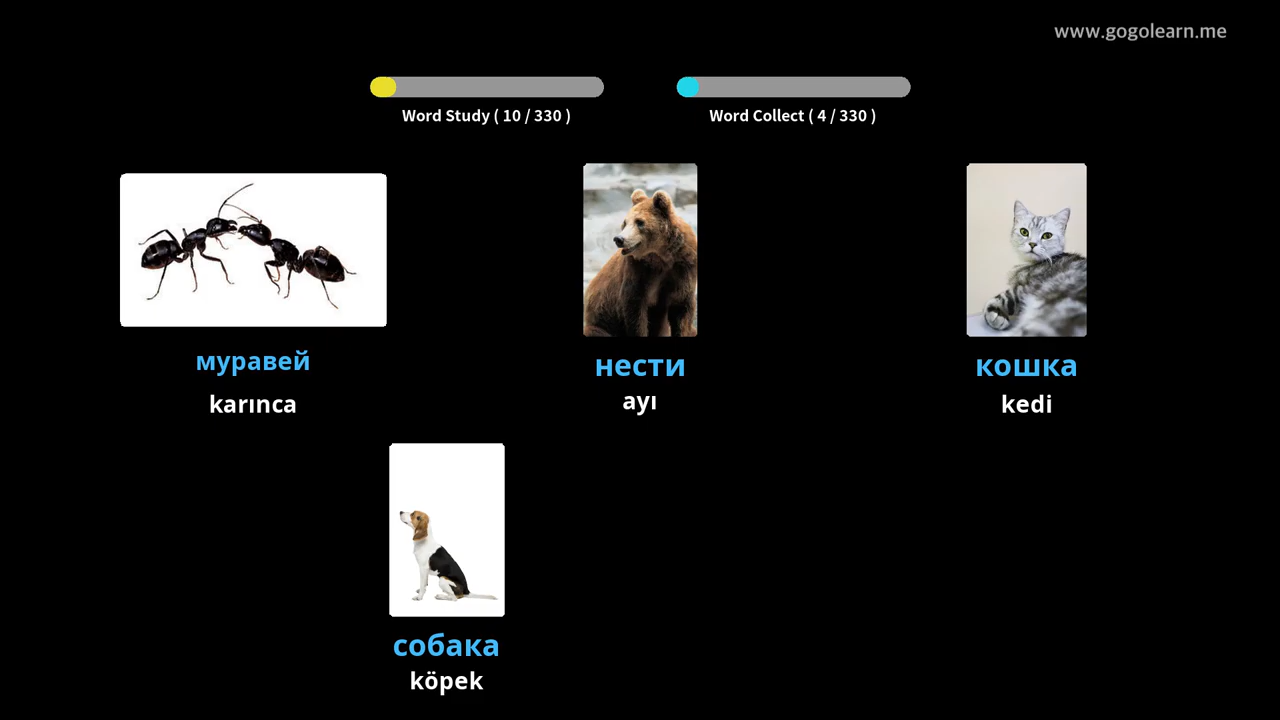 www.gogolearn.me
Word Study ( 10 / 330 )
Word Collect ( 4 / 330 )
муравей
karınca
нести
ayı
кошка
kedi
собака
köpek